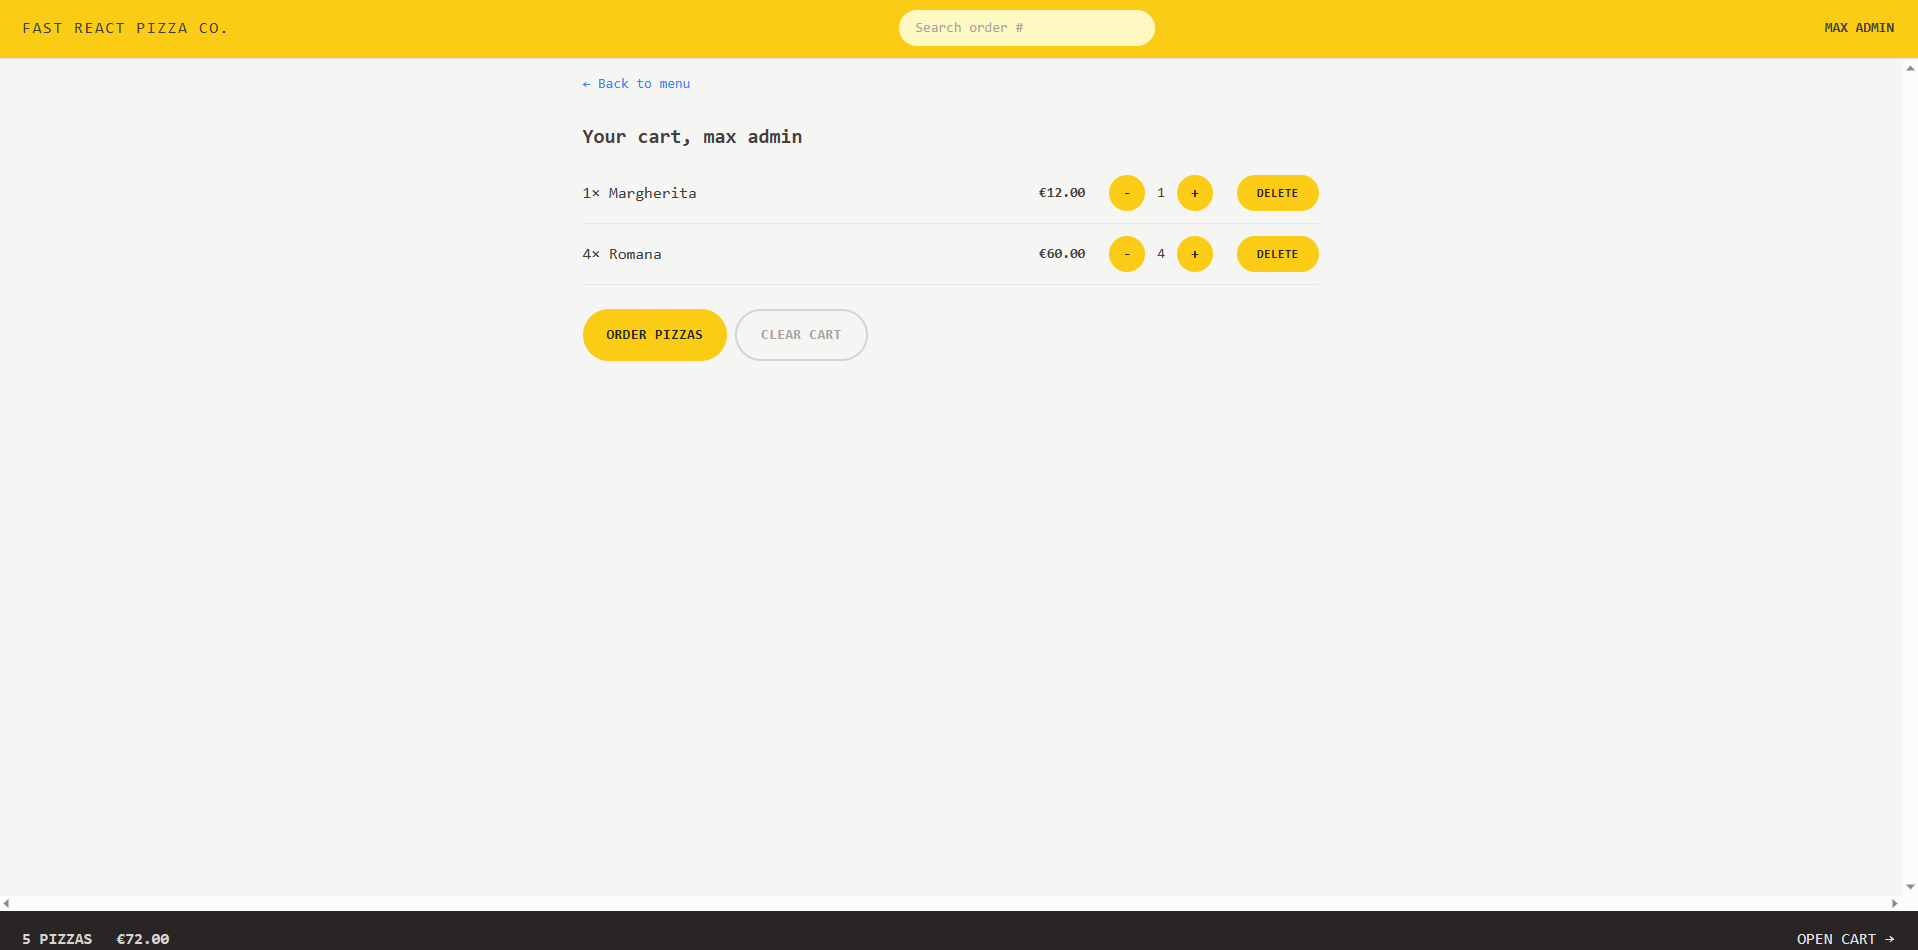 FAST REACT PIZZA CO.
Search order #
MAX ADMIN
← Back to menu
Your cart, max admin
1× Margherita €12.00 - 1 + DELETE
4× Romana €60.00 - 4 + DELETE
ORDER PIZZAS CLEAR CART
5 PIZZAS €72.00 OPEN CART →